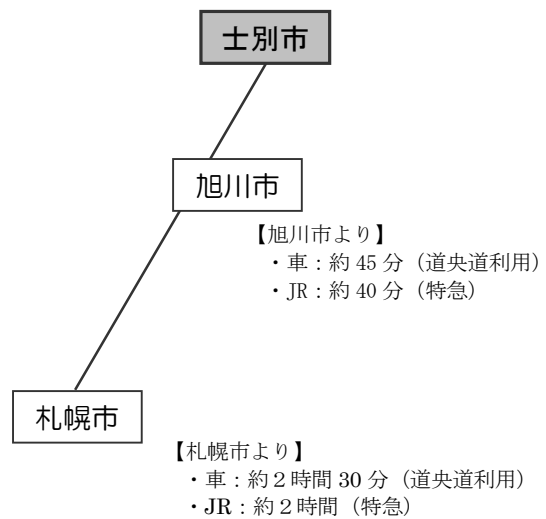 士別市
旭川市
【旭川市より】
・車：約 45 分（道央道利用）
・JR：約 40 分（特急）
札幌市
【札幌市より】
・車：約２時間 30 分（道央道利用）
・JR：約２時間（特急）